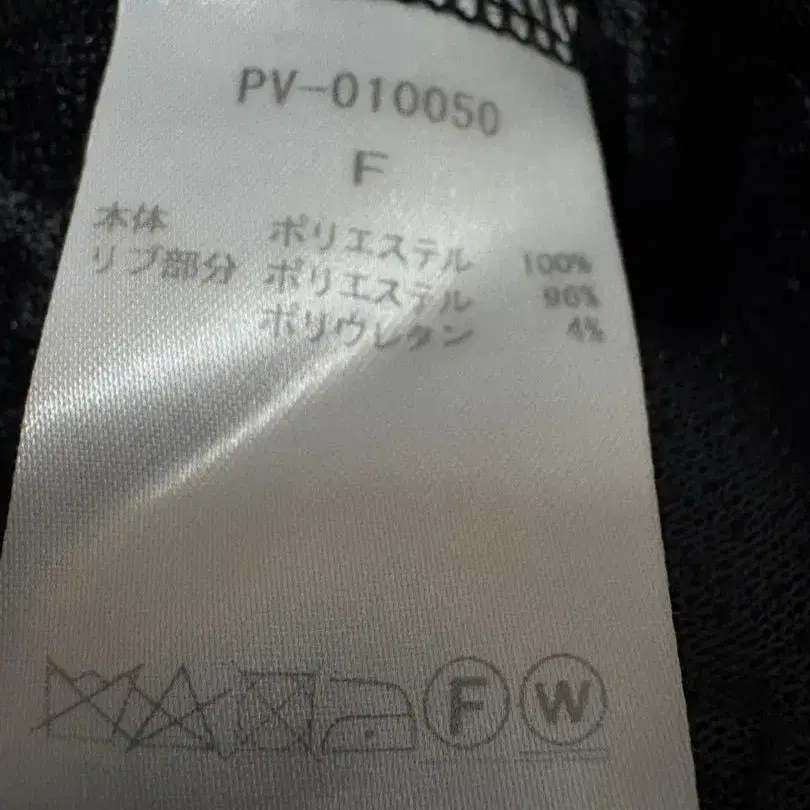 PV-010050
F
本体 ポリエステル 100%
リブ部分 ポリエステル 96%
ポリウレタン 4%
F W